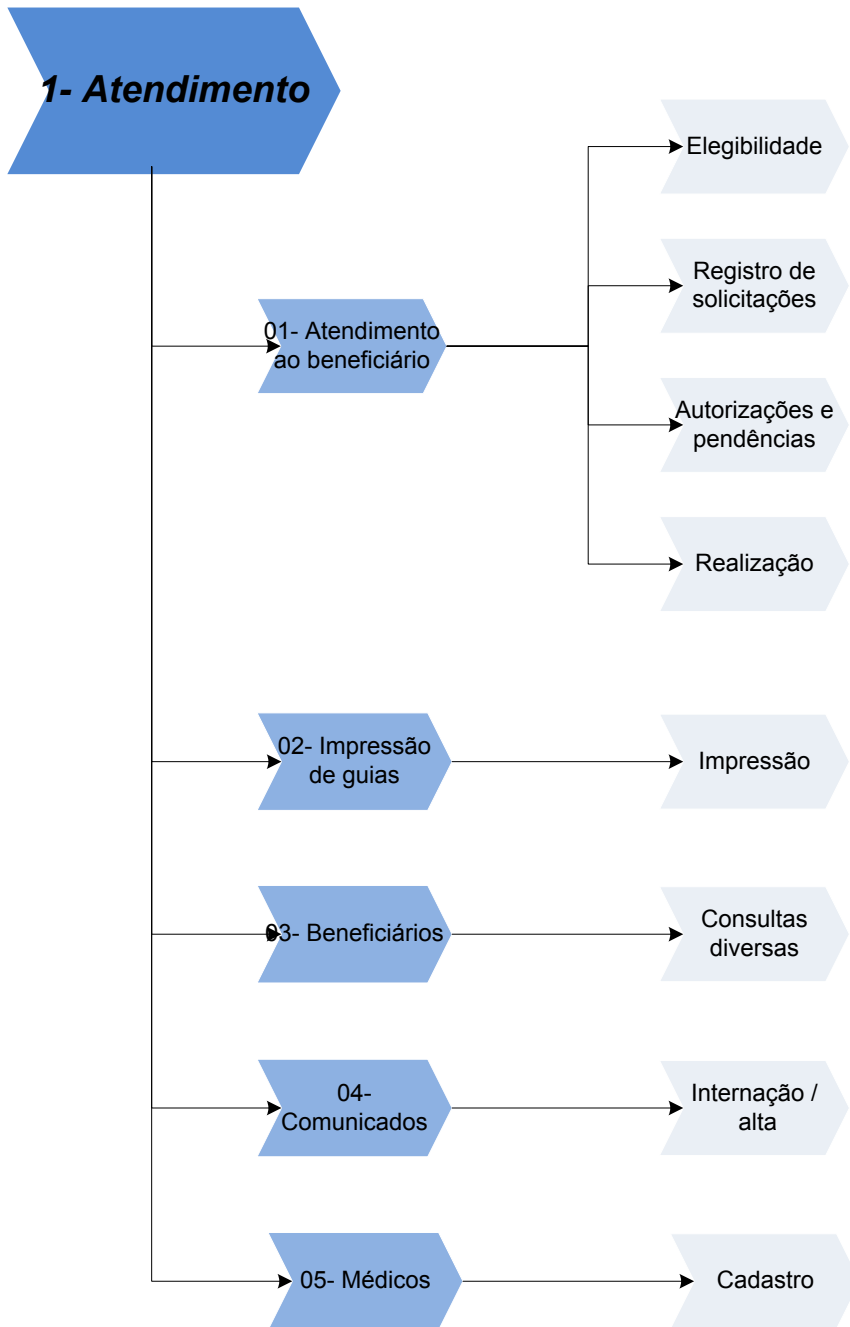 1- Atendimento
Elegibilidade
Registro de
solicitações
01- Atendimento
ao beneficiário
Autorizações e
pendências
Realização
02- Impressão
de guias
Impressão
03- Beneficiários
Consultas
diversas
04-
Comunicados
Internação /
alta
05- Médicos
Cadastro